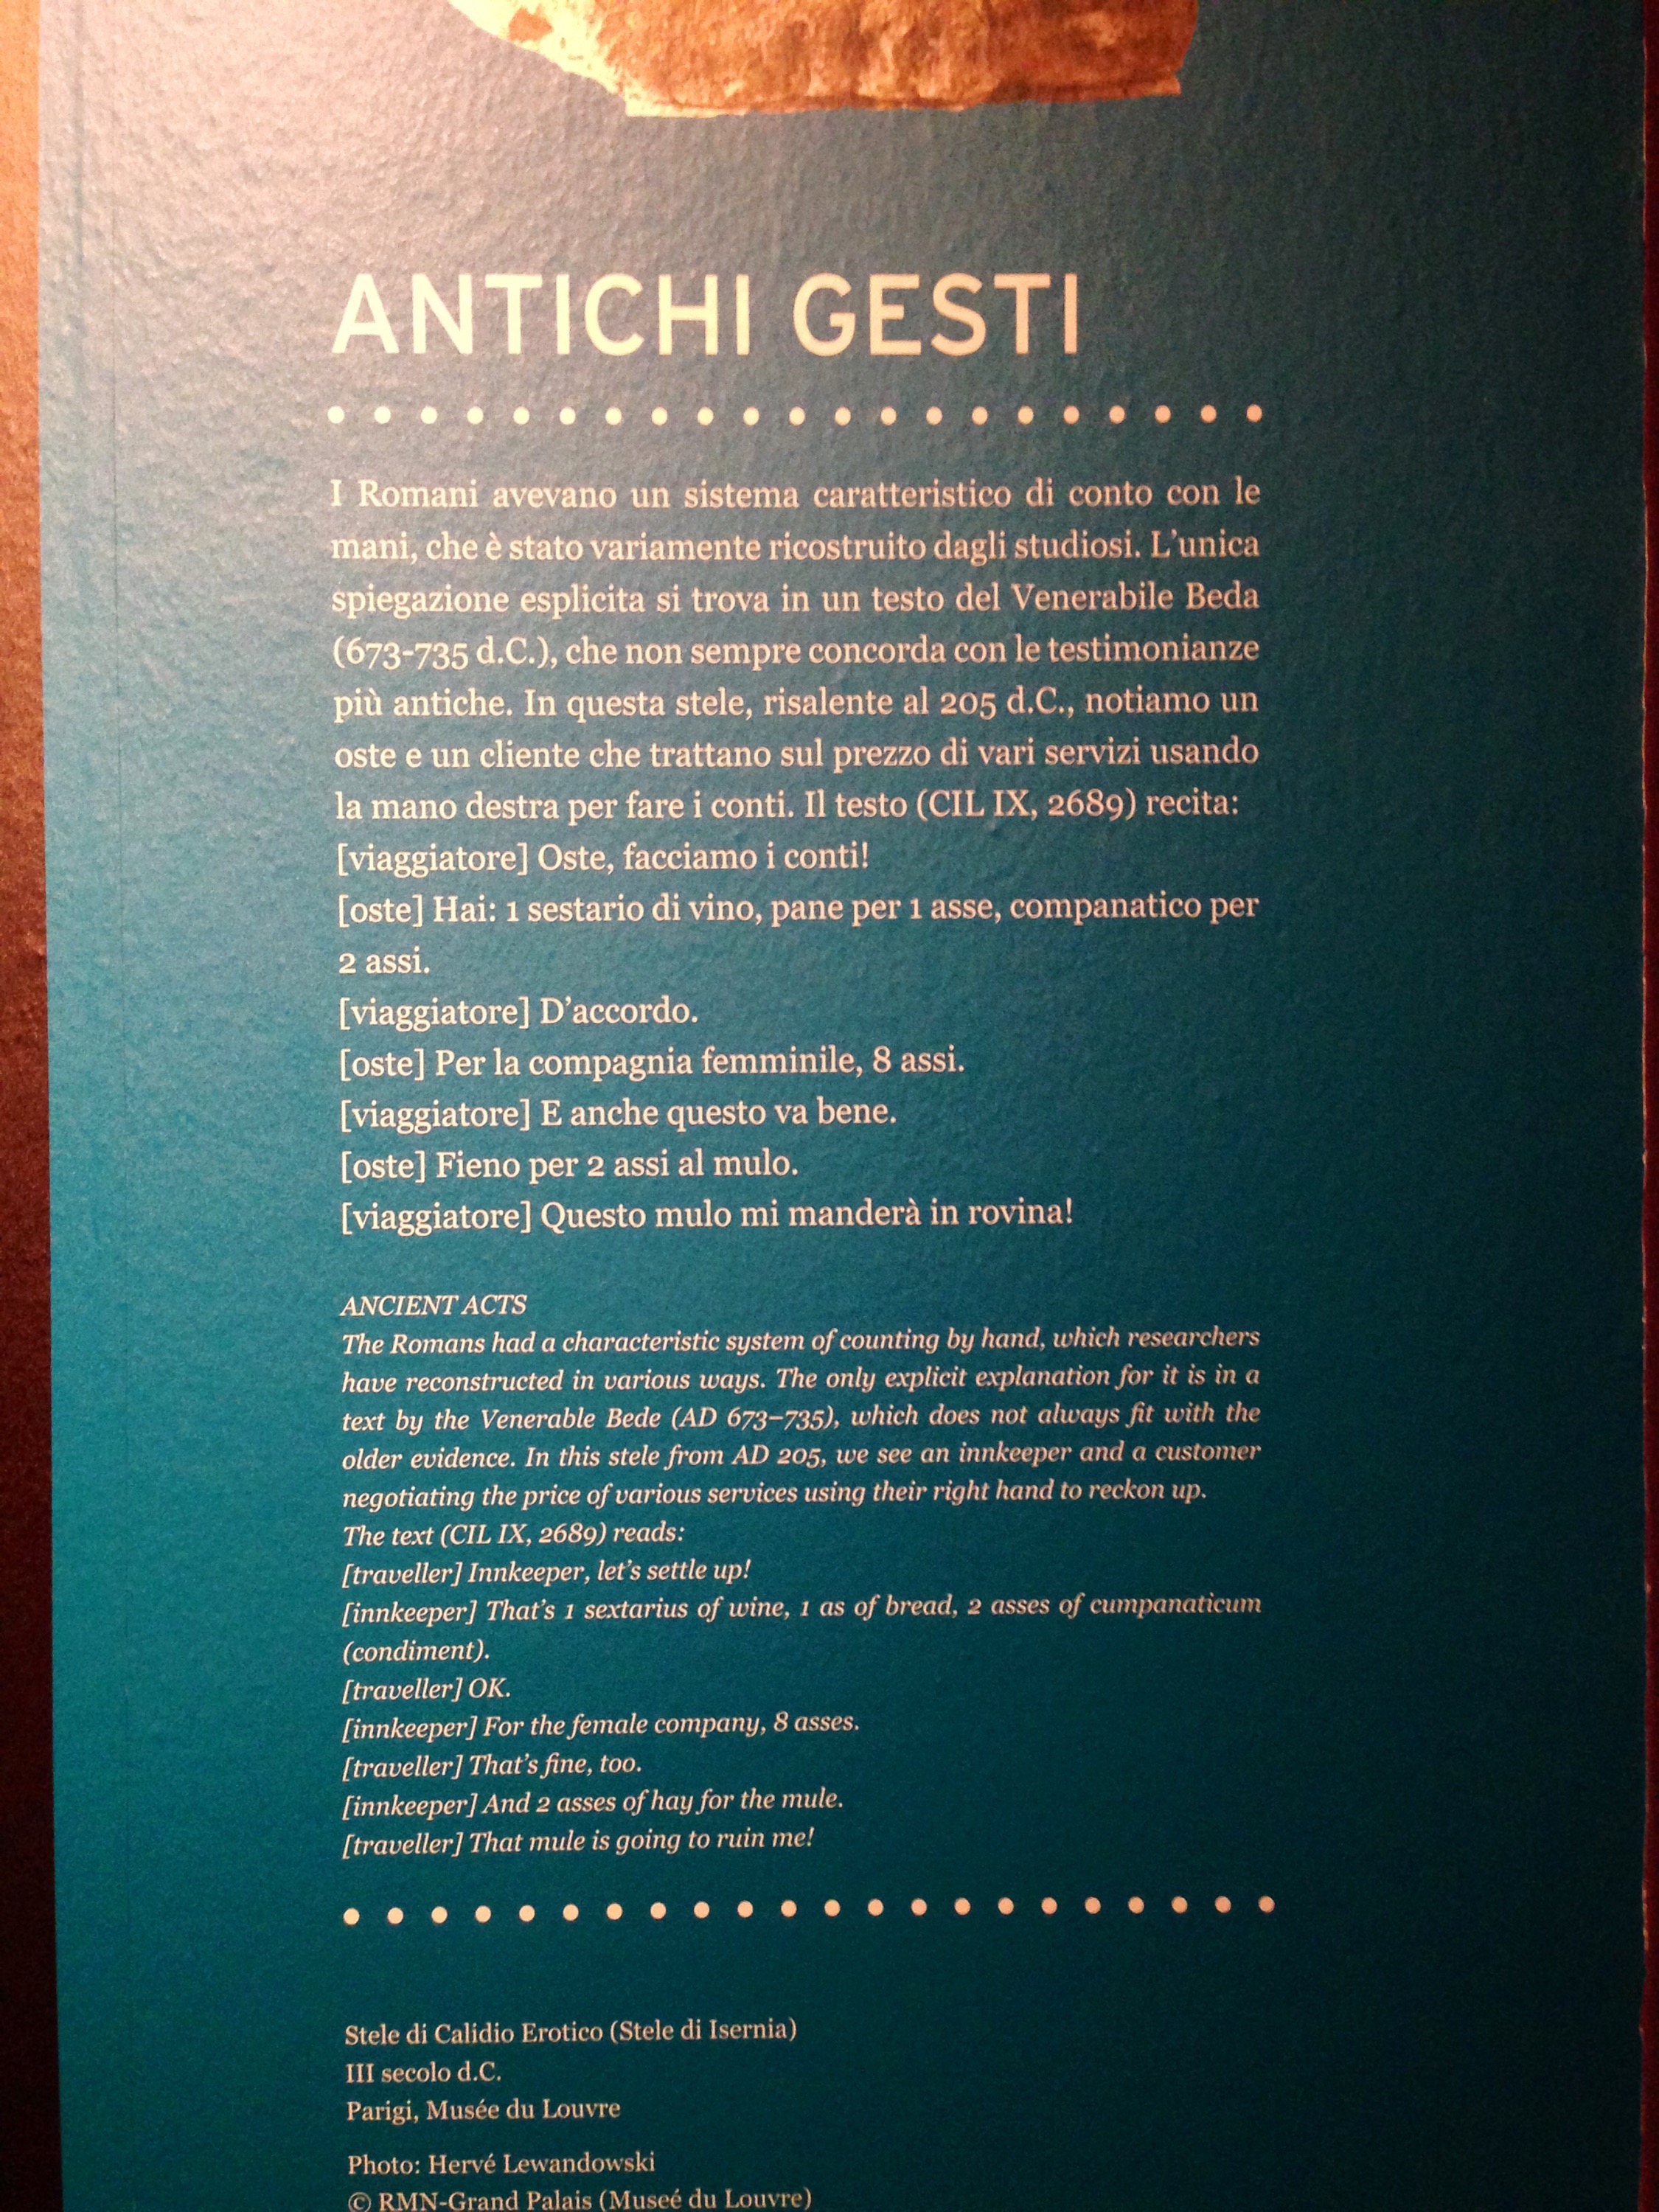 ANTICHI GESTI
I Romani avevano un sistema caratteristico di conto con le
mani, che è stato variamente ricostruito dagli studiosi. L'unica
spiegazione esplicita si trova in un testo del Venerabile Beda
(673-735 d.C.), che non sempre concorda con le testimonianze
più antiche. In questa stele, risalente al 205 d.C., notiamo un
oste e un cliente che trattano sul prezzo di vari servizi usando
la mano destra per fare i conti. Il testo (CIL IX, 2689) recita:
[viaggiatore] Oste, facciamo i conti!
[oste] Hai: 1 sestario di vino, pane per 1 asse, companatico per
2 assi.
[viaggiatore] D'accordo.
[oste] Per la compagnia femminile, 8 assi.
[viaggiatore] E anche questo va bene.
[oste] Fieno per 2 assi al mulo.
[viaggiatore] Questo mulo mi manderà in rovina!
ANCIENT ACTS
The Romans had a characteristic system of counting by hand, which researchers
have reconstructed in various ways. The only explicit explanation for it is in a
text by the Venerable Bede (AD 673–735), which does not always fit with the
older evidence. In this stele from AD 205, we see an innkeeper and a customer
negotiating the price of various services using their right hand to reckon up.
The text (CIL IX, 2689) reads:
[traveller] Innkeeper, let's settle up!
[innkeeper] That's 1 sextarius of wine, 1 as of bread, 2 asses of cumpanaticum
(condiment).
[traveller] OK.
[innkeeper] For the female company, 8 asses.
[traveller] That's fine, too.
[innkeeper] And 2 asses of hay for the mule.
[traveller] That mule is going to ruin me!
Stele di Calidio Erotico (Stele di Isernia)
III secolo d.C.
Parigi, Musée du Louvre
Photo: Hervé Lewandowski
© RMN-Grand Palais (Museé du Louvre)